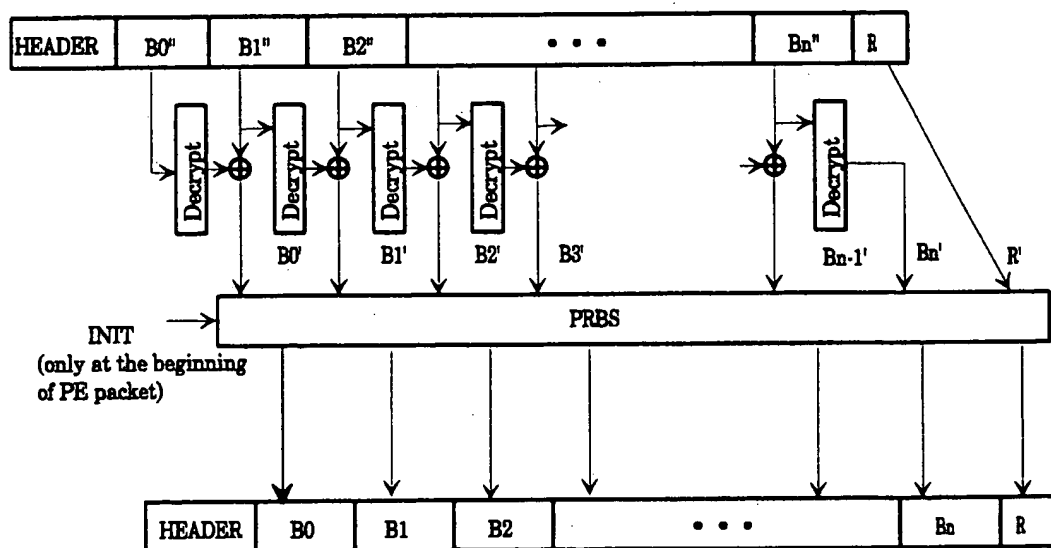 HEADER B0" B1" B2" • • • Bn" R
Decrypt Decrypt Decrypt Decrypt Decrypt
B0' B1' B2' B3' Bn-1' Bn' R'
PRBS
INIT
(only at the beginning
of PE packet)
HEADER B0 B1 B2 • • • Bn R